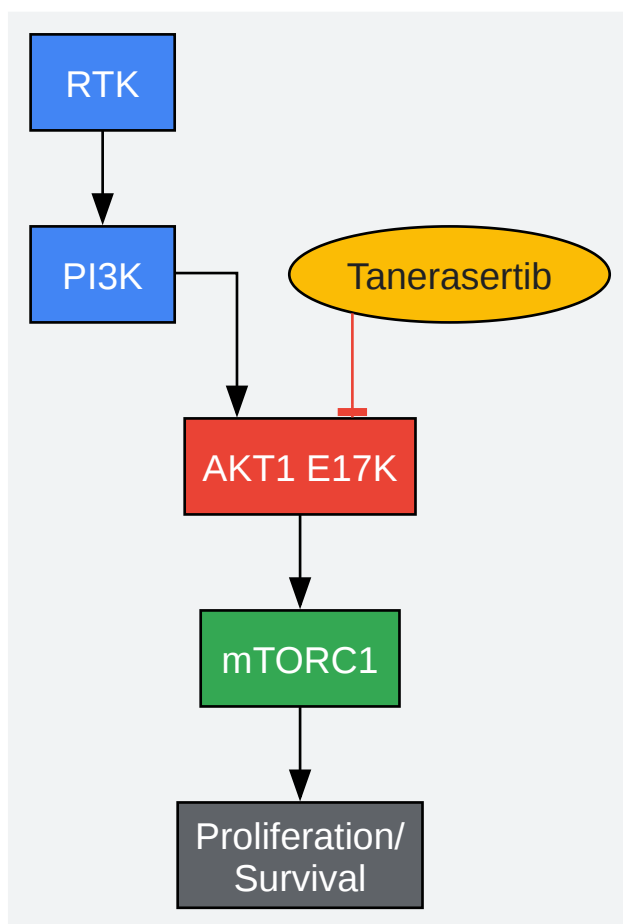 RTK
PI3K
Tanerasertib
AKT1 E17K
mTORC1
Proliferation/
Survival